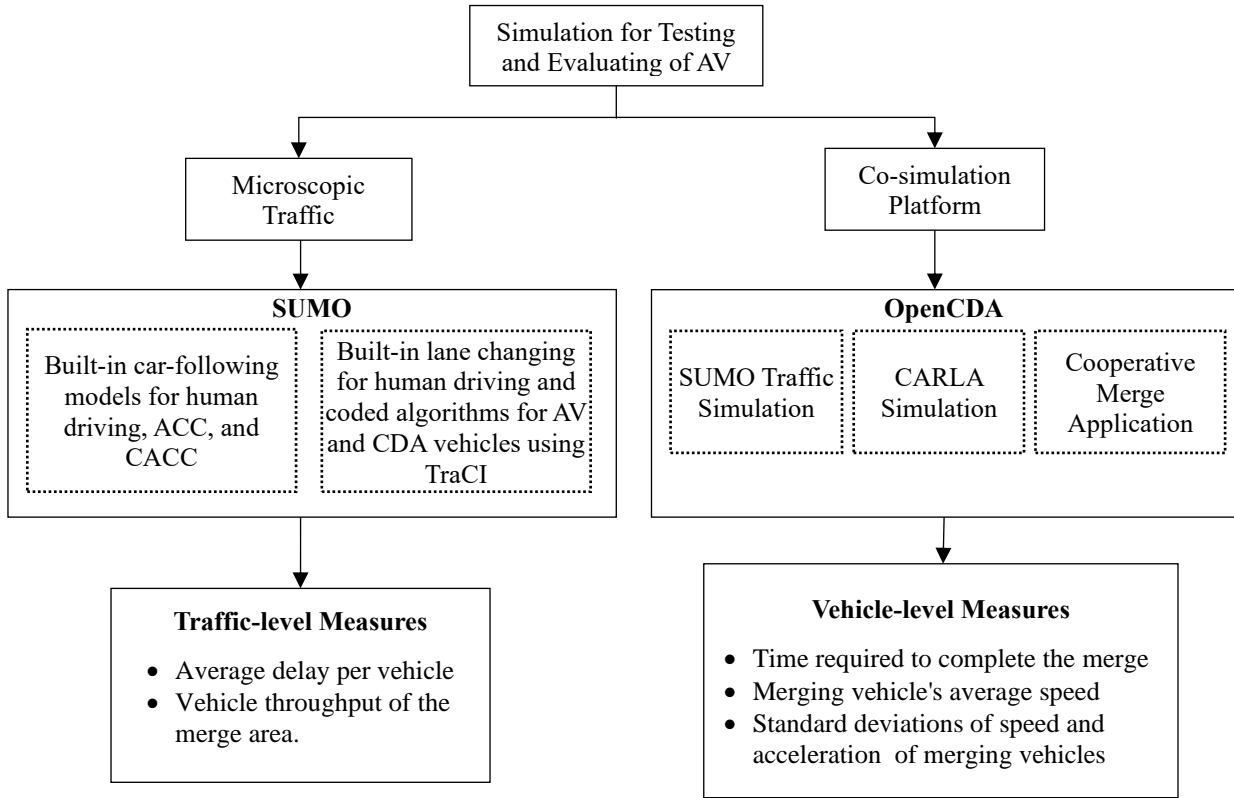 Simulation for Testing
and Evaluating of AV
Microscopic
Traffic
Co-simulation
Platform
SUMO
Built-in car-following
models for human
driving, ACC, and
CACC
Built-in lane changing
for human driving and
coded algorithms for AV
and CDA vehicles using
TraCI
OpenCDA
SUMO Traffic
Simulation
CARLA
Simulation
Cooperative
Merge
Application
Traffic-level Measures
• Average delay per vehicle
• Vehicle throughput of the
merge area.
Vehicle-level Measures
• Time required to complete the merge
• Merging vehicle's average speed
• Standard deviations of speed and
acceleration of merging vehicles